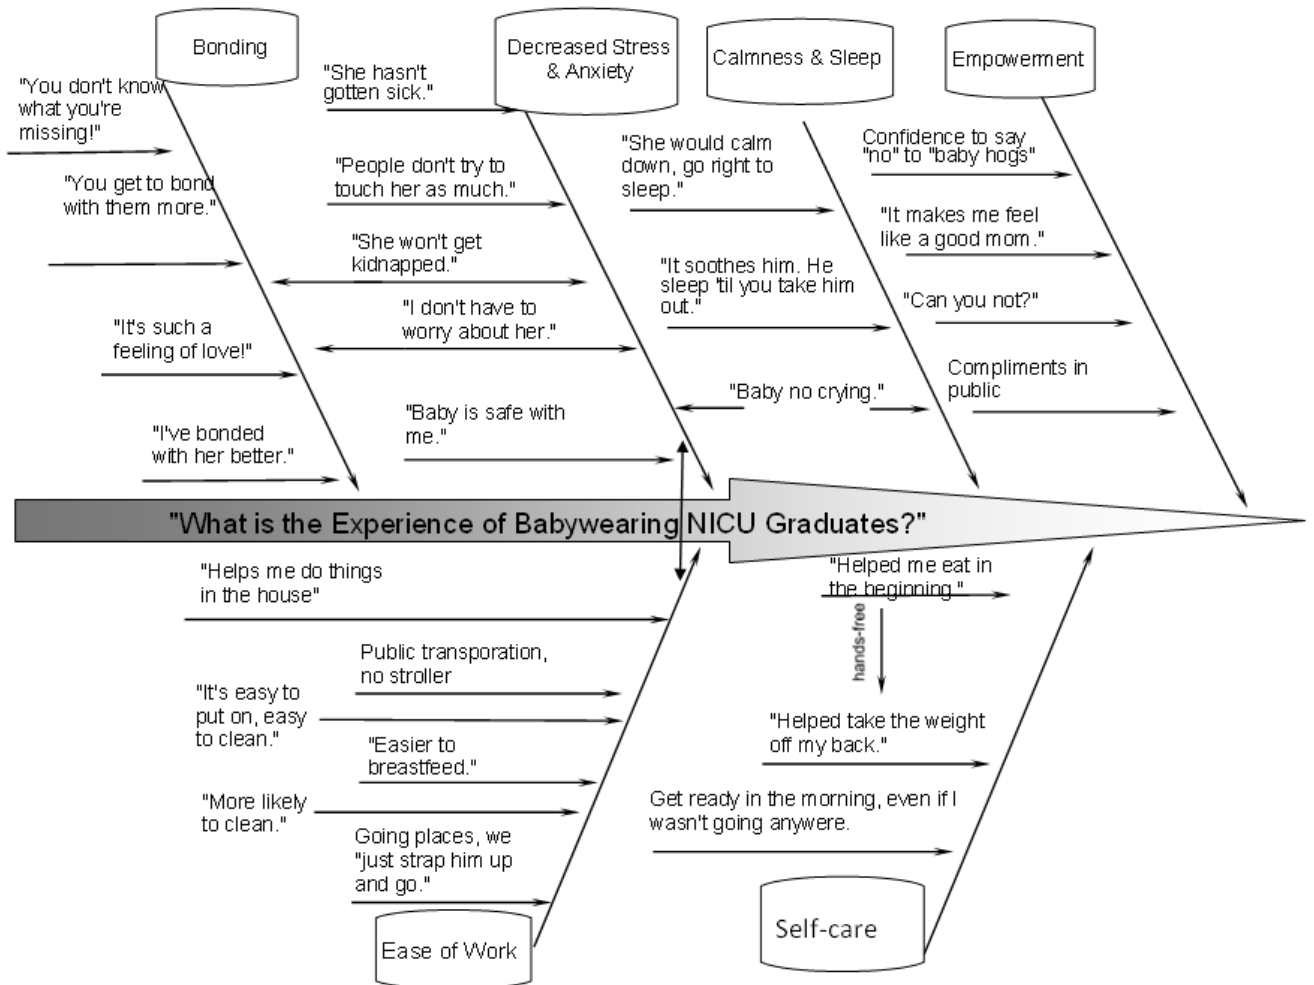 Bonding
Decreased Stress
& Anxiety
Calmness & Sleep
Empowerment
"You don't know
what you're
missing!"
"You get to bond
with them more."
"It's such a
feeling of love!"
"I've bonded
with her better."
"She hasn't
gotten sick."
"People don't try to
touch her as much."
"She won't get
kidnapped."
"I don't have to
worry about her."
"Baby is safe with
me."
"She would calm
down, go right to
sleep."
"It soothes him. He
sleep 'til you take him
out."
"Baby no crying."
Confidence to say
"no" to "baby hogs"
"It makes me feel
like a good mom."
"Can you not?"
Compliments in
public
"What is the Experience of Babywearing NICU Graduates?"
"Helps me do things
in the house"
Public transporation,
no stroller
"It's easy to
put on, easy
to clean."
"Easier to
breastfeed."
"More likely
to clean."
Going places, we
"just strap him up
and go."
Ease of Work
"Helped me eat in
the beginning."
hands-free
"Helped take the weight
off my back."
Get ready in the morning, even if I
wasn't going anywere.
Self-care